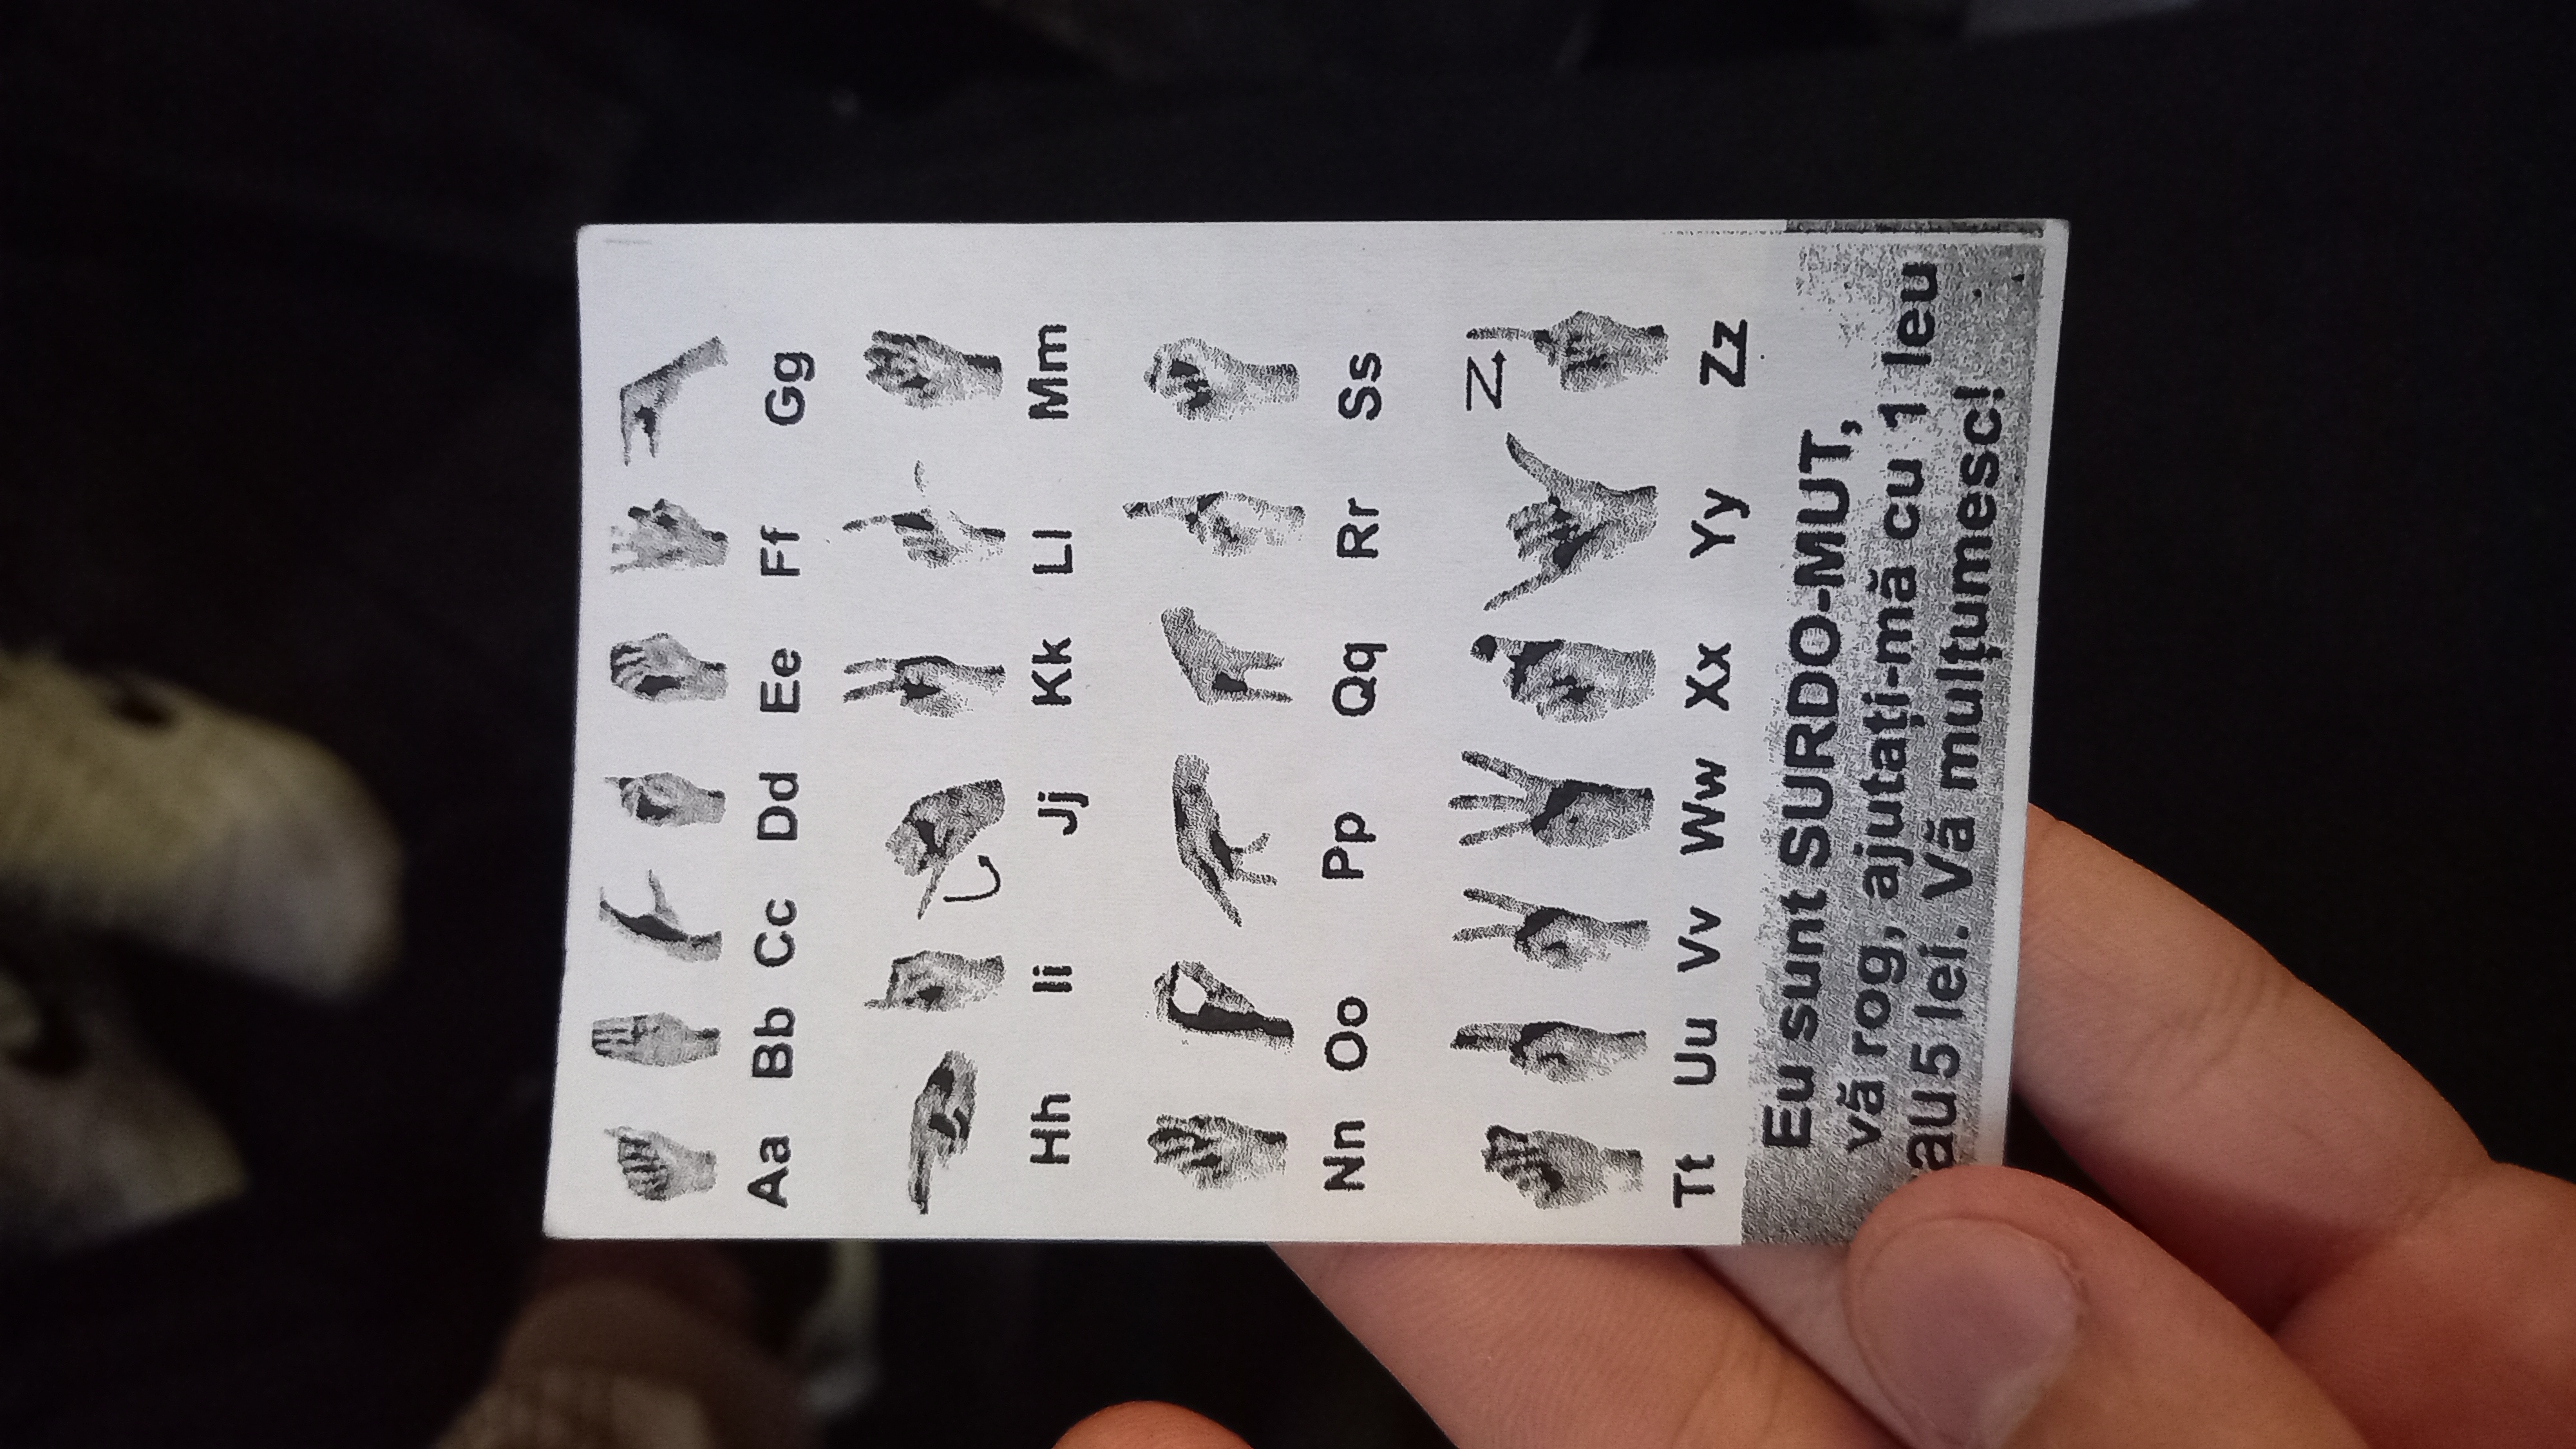 Aa Bb Cc Dd Ee Ff Gg
Hh Ii Jj Kk Ll Mm
Nn Oo Pp Qq Rr Ss
Z
Tt Uu Vv Ww Xx Yy Zz
Eu sunt SURDO-MUT,
vă rog, ajutați-mă cu 1 leu
au 5 lei. Vă mulțumesc!